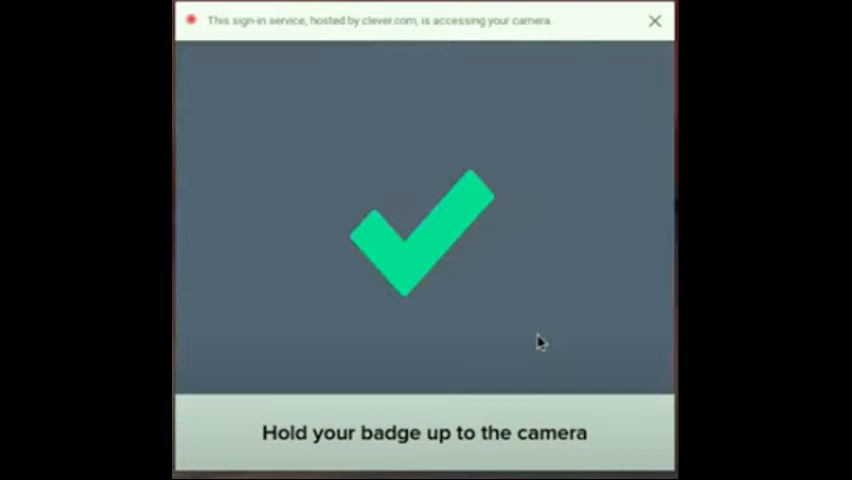 This sign-in service, hosted by clever.com, is accessing your camera.
Hold your badge up to the camera